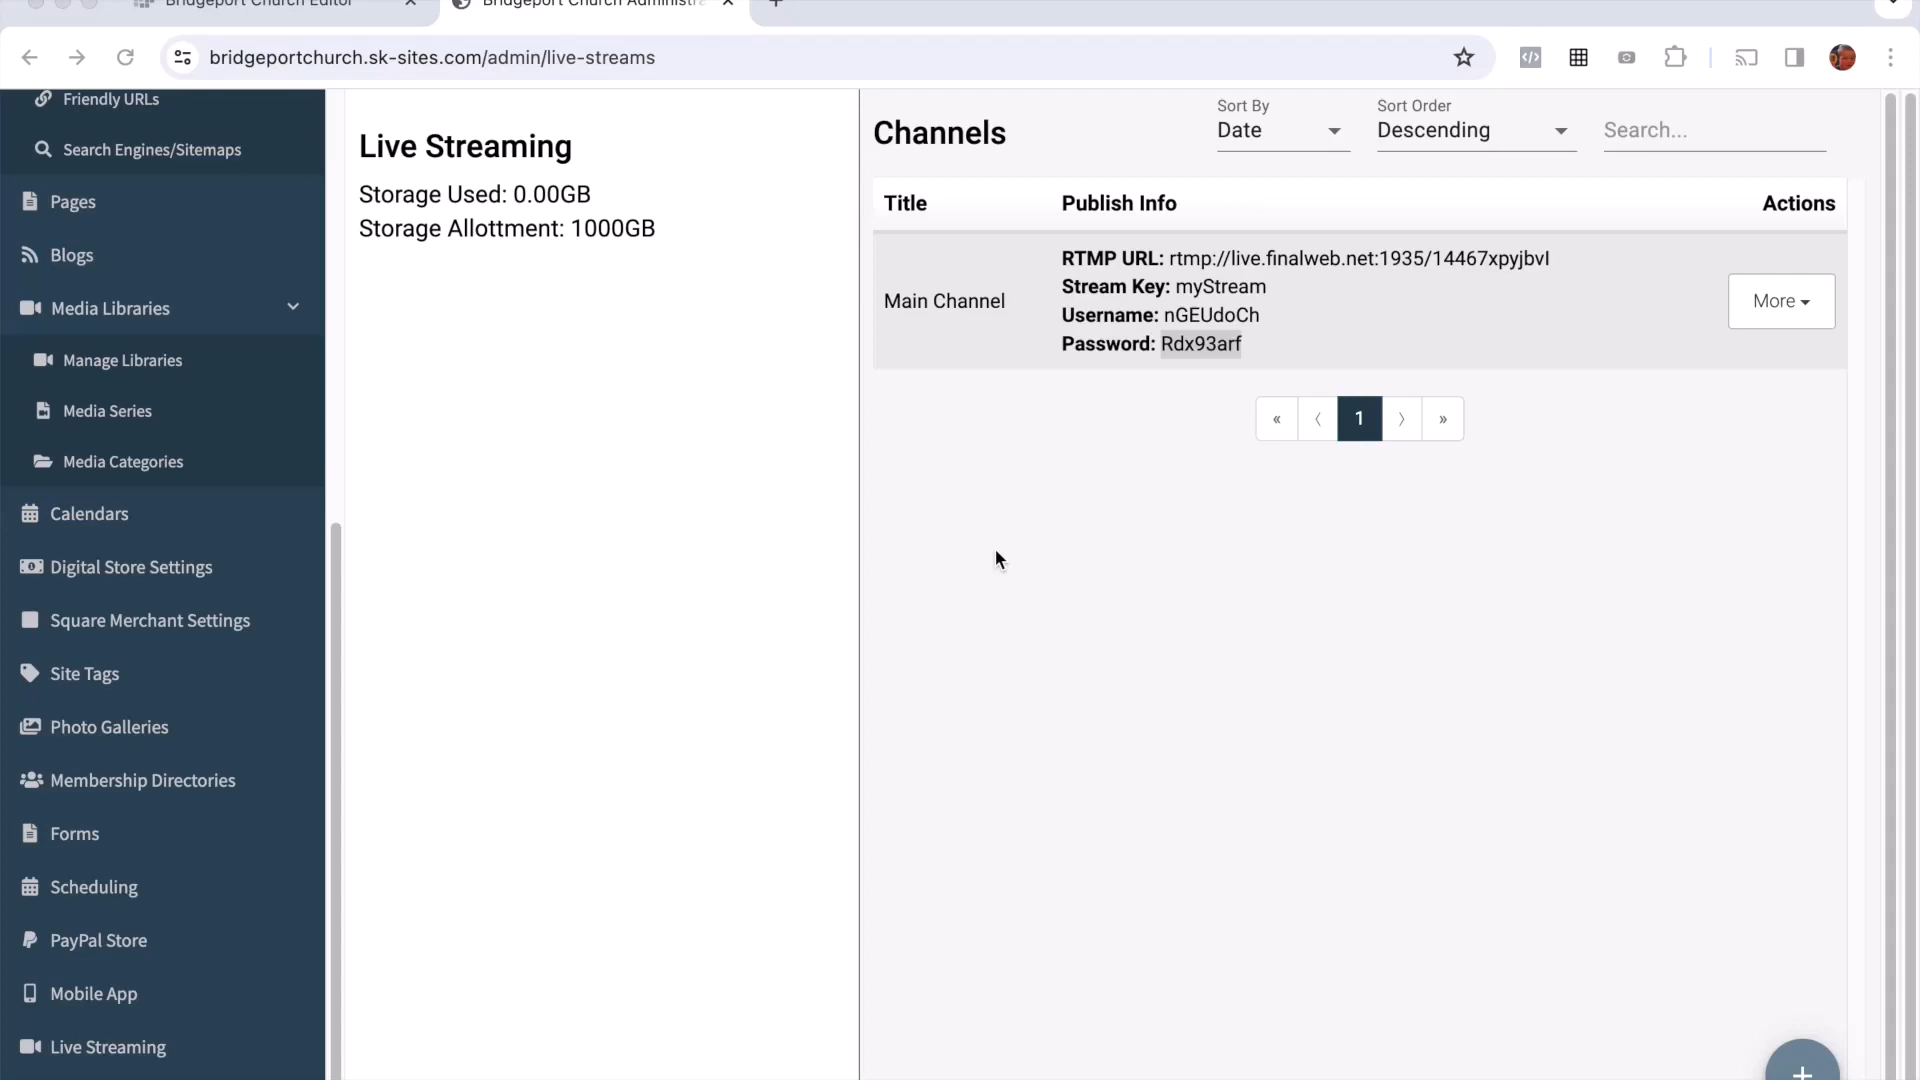 Bridgeport Church Editor
Bridgeport Church Administra
bridgeportchurch.sk-sites.com/admin/live-streams
Friendly URLs
Search Engines/Sitemaps
Pages
Blogs
Media Libraries
Manage Libraries
Media Series
Media Categories
Calendars
Digital Store Settings
Square Merchant Settings
Site Tags
Photo Galleries
Membership Directories
Forms
Scheduling
PayPal Store
Mobile App
Live Streaming
Live Streaming
Storage Used: 0.00GB
Storage Allottment: 1000GB
Channels
Sort By
Date
Sort Order
Descending
Search...
Title Publish Info Actions
Main Channel
RTMP URL: rtmp://live.finalweb.net:1935/14467xpyjbvI
Stream Key: myStream
Username: nGEUdoCh
Password: Rdx93arf
More
« 〈 1 〉 »